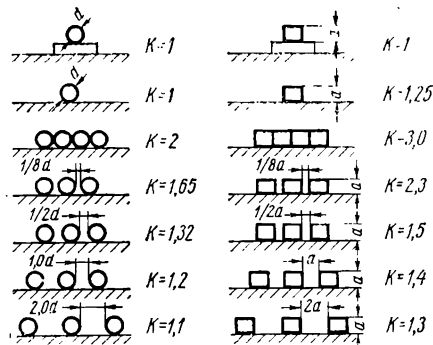 d K=1 a K=1
d K=1 a K=1,25
K=2 K=3,0
1/8d K=1,65 1/8a a K=2,3
1/2d K=1,32 1/2a a K=1,5
1,0d K=1,2 a a K=1,4
2,0d K=1,1 2a a K=1,3